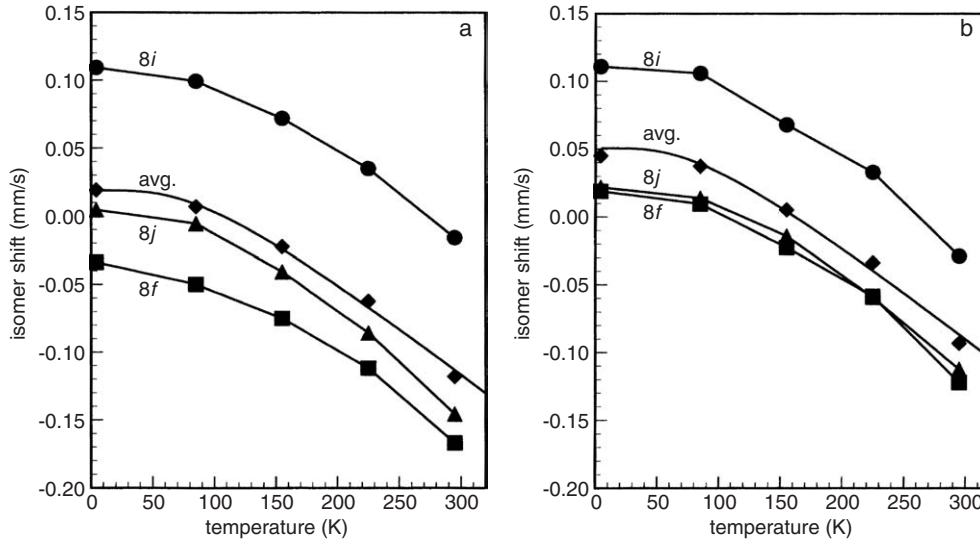 a
0.15
0.10
0.05
0.00
-0.05
-0.10
-0.15
-0.20
isomer shift (mm/s)
8i
avg.
8j
8f
0 50 100 150 200 250 300
temperature (K)
b
0.15
0.10
0.05
0.00
-0.05
-0.10
-0.15
-0.20
isomer shift (mm/s)
8i
avg.
8j
8f
0 50 100 150 200 250 300
temperature (K)